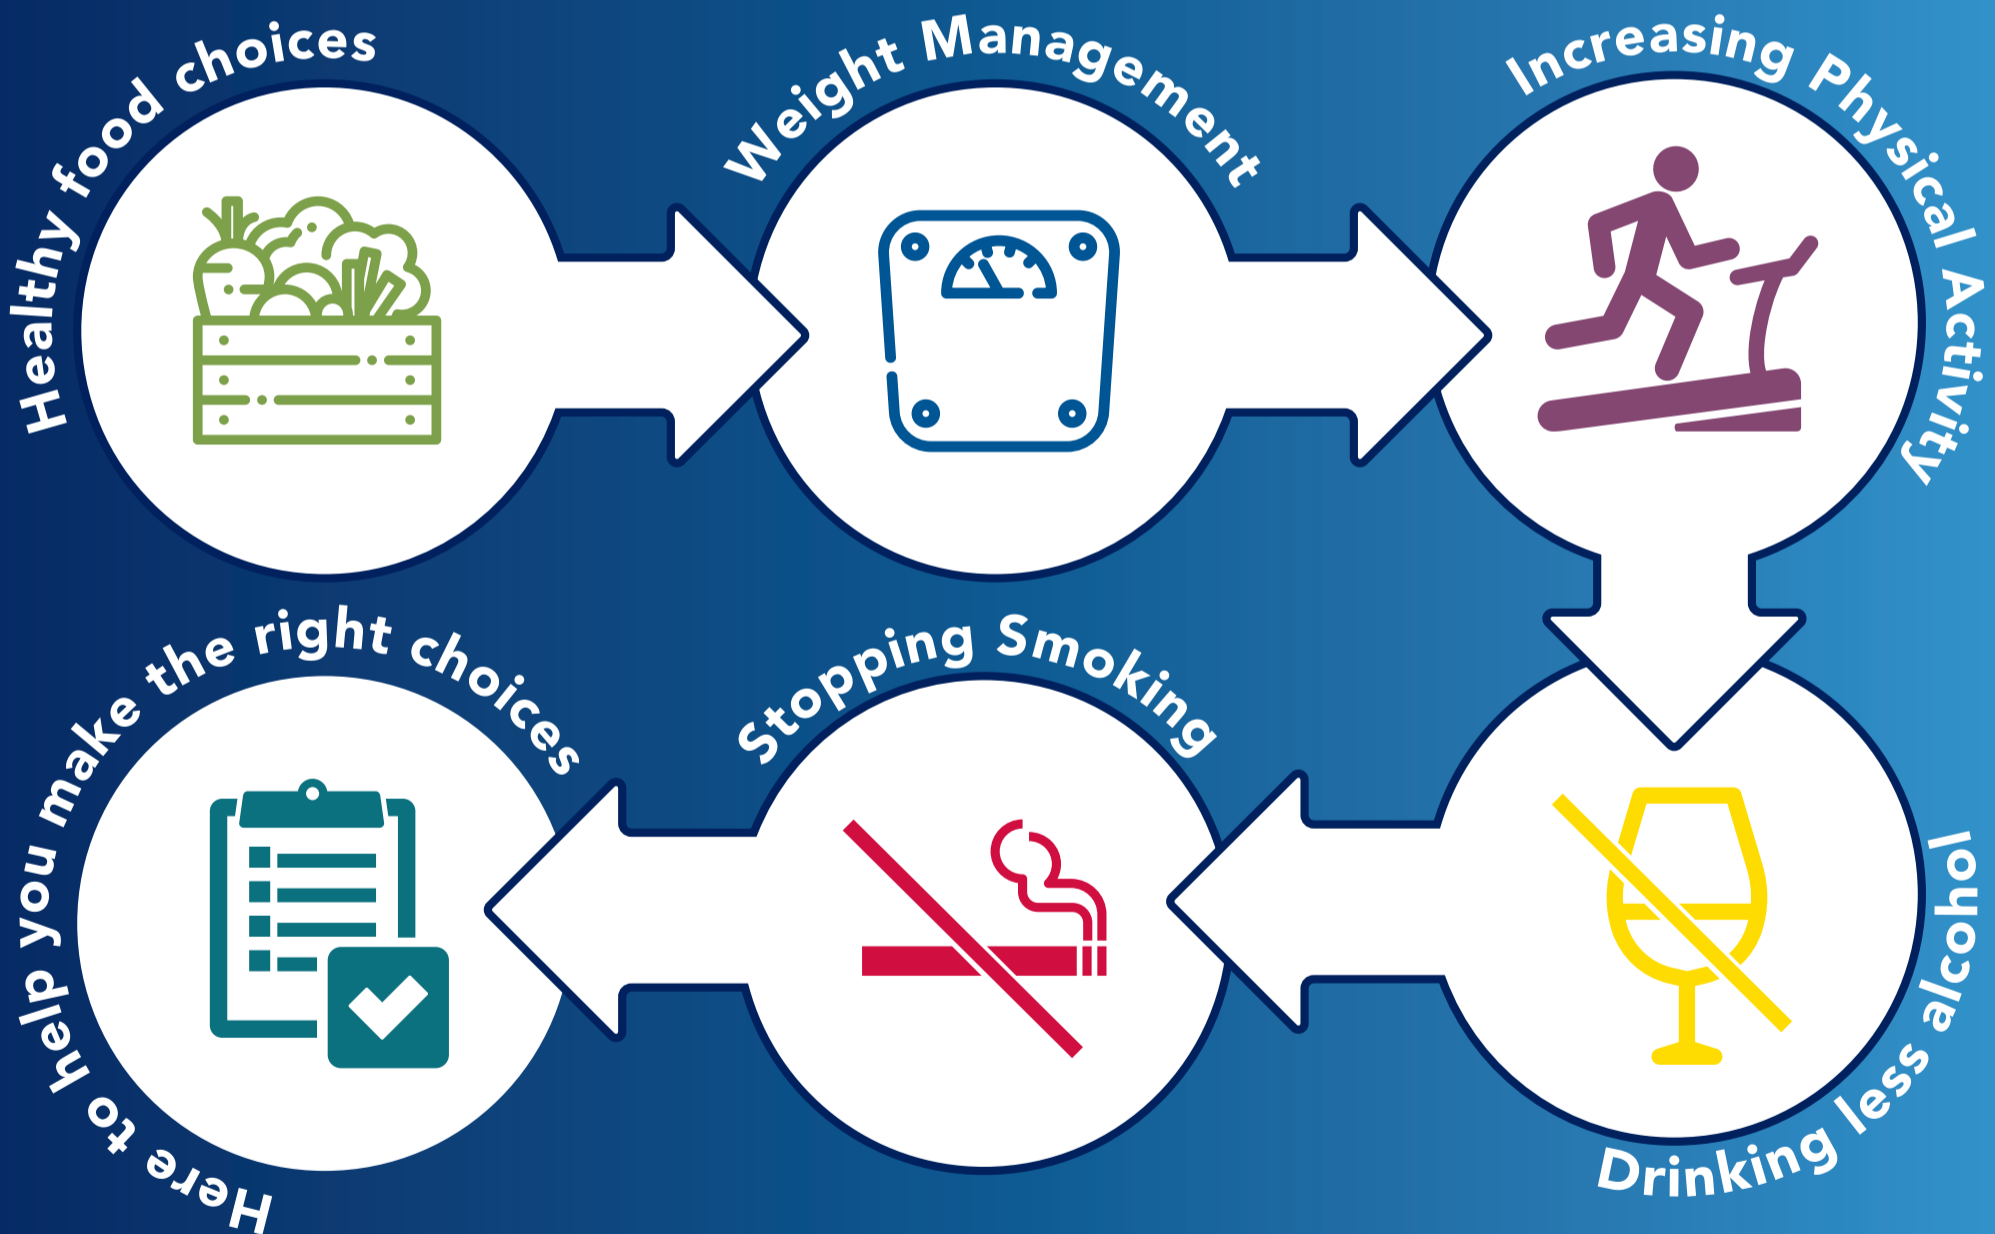 Healthy food choices
Weight Management
Increasing Physical Activity
Drinking less alcohol
Stopping Smoking
Here to help you make the right choices